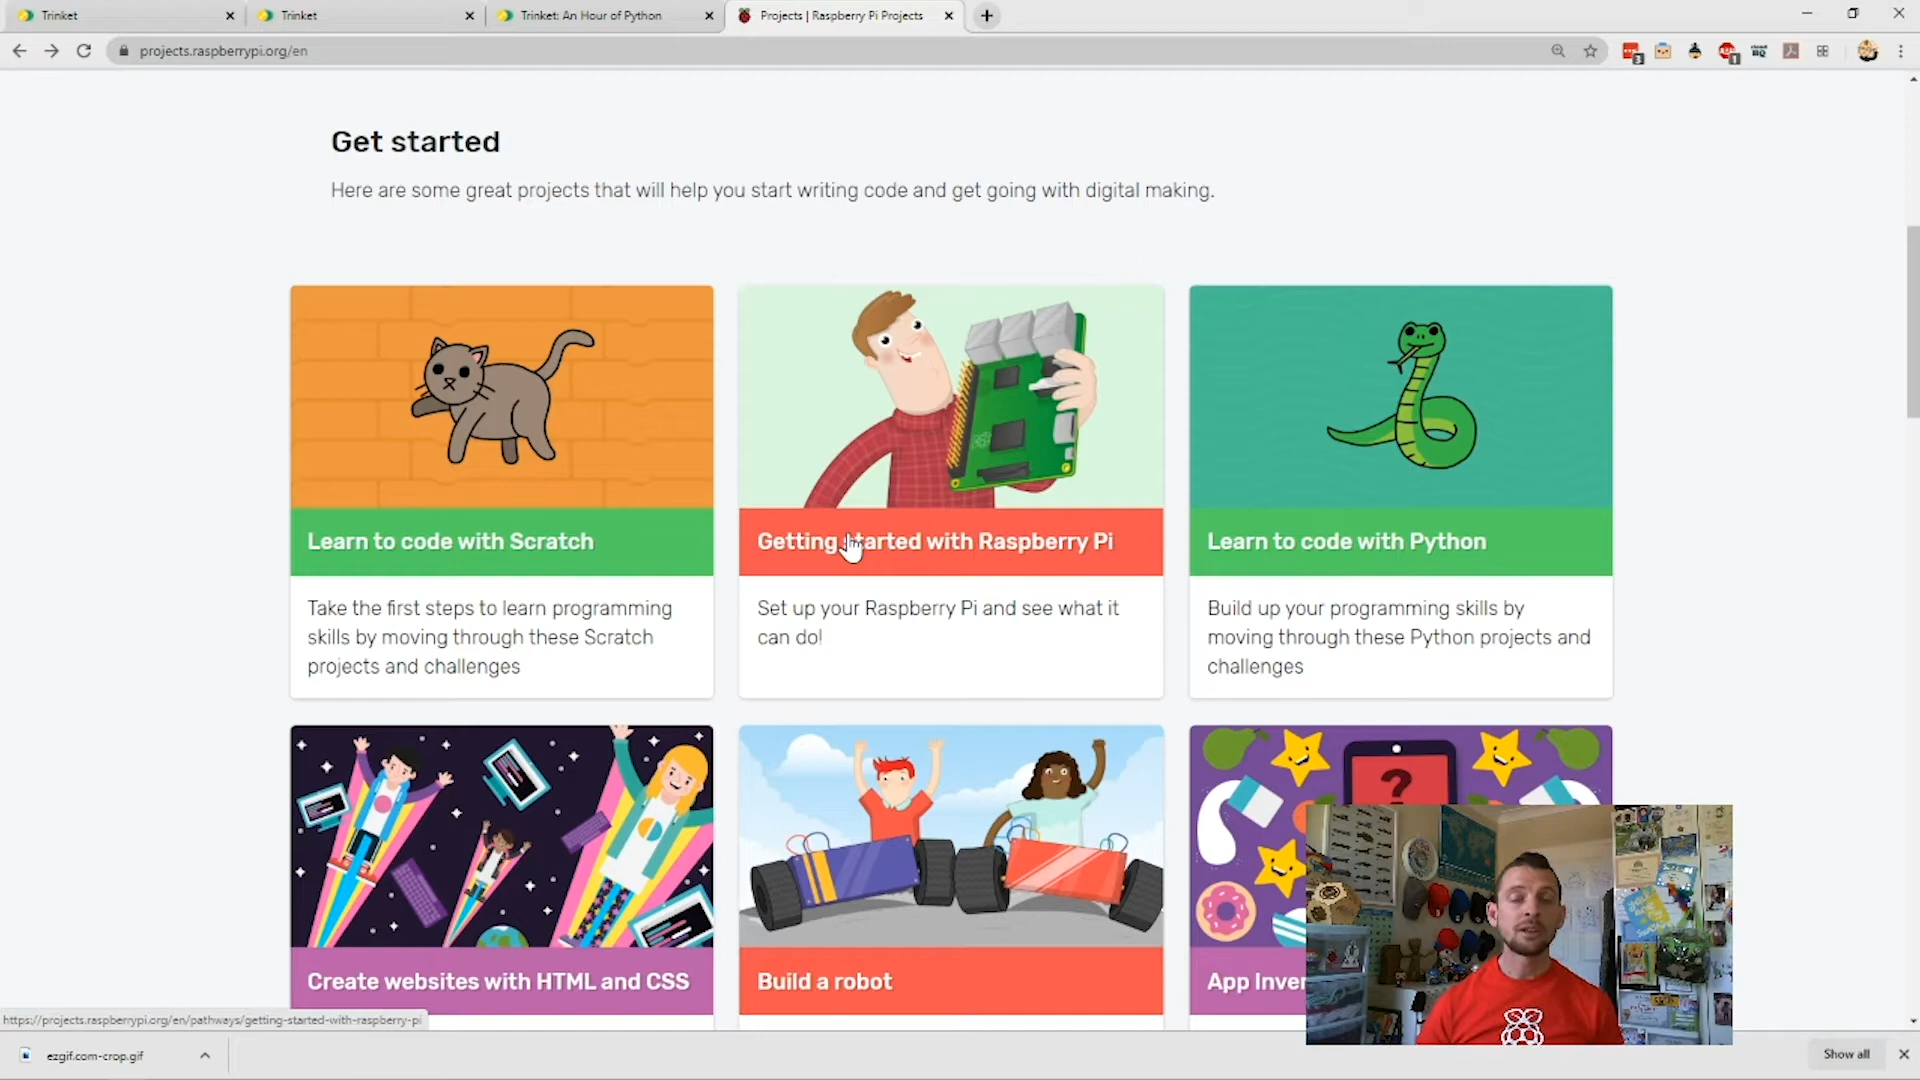 Trinket
Trinket
Trinket: An Hour of Python
Projects | Raspberry Pi Projects
projects.raspberrypi.org/en
3
1
Get started
Here are some great projects that will help you start writing code and get going with digital making.
Learn to code with Scratch
Getting started with Raspberry Pi
Learn to code with Python
Take the first steps to learn programming
skills by moving through these Scratch
projects and challenges
Set up your Raspberry Pi and see what it
can do!
Build up your programming skills by
moving through these Python projects and
challenges
?
Create websites with HTML and CSS
Build a robot
App Inven
https://projects.raspberrypi.org/en/pathways/getting-started-with-raspberry-pi
ezgif.com-crop.gif
Show all